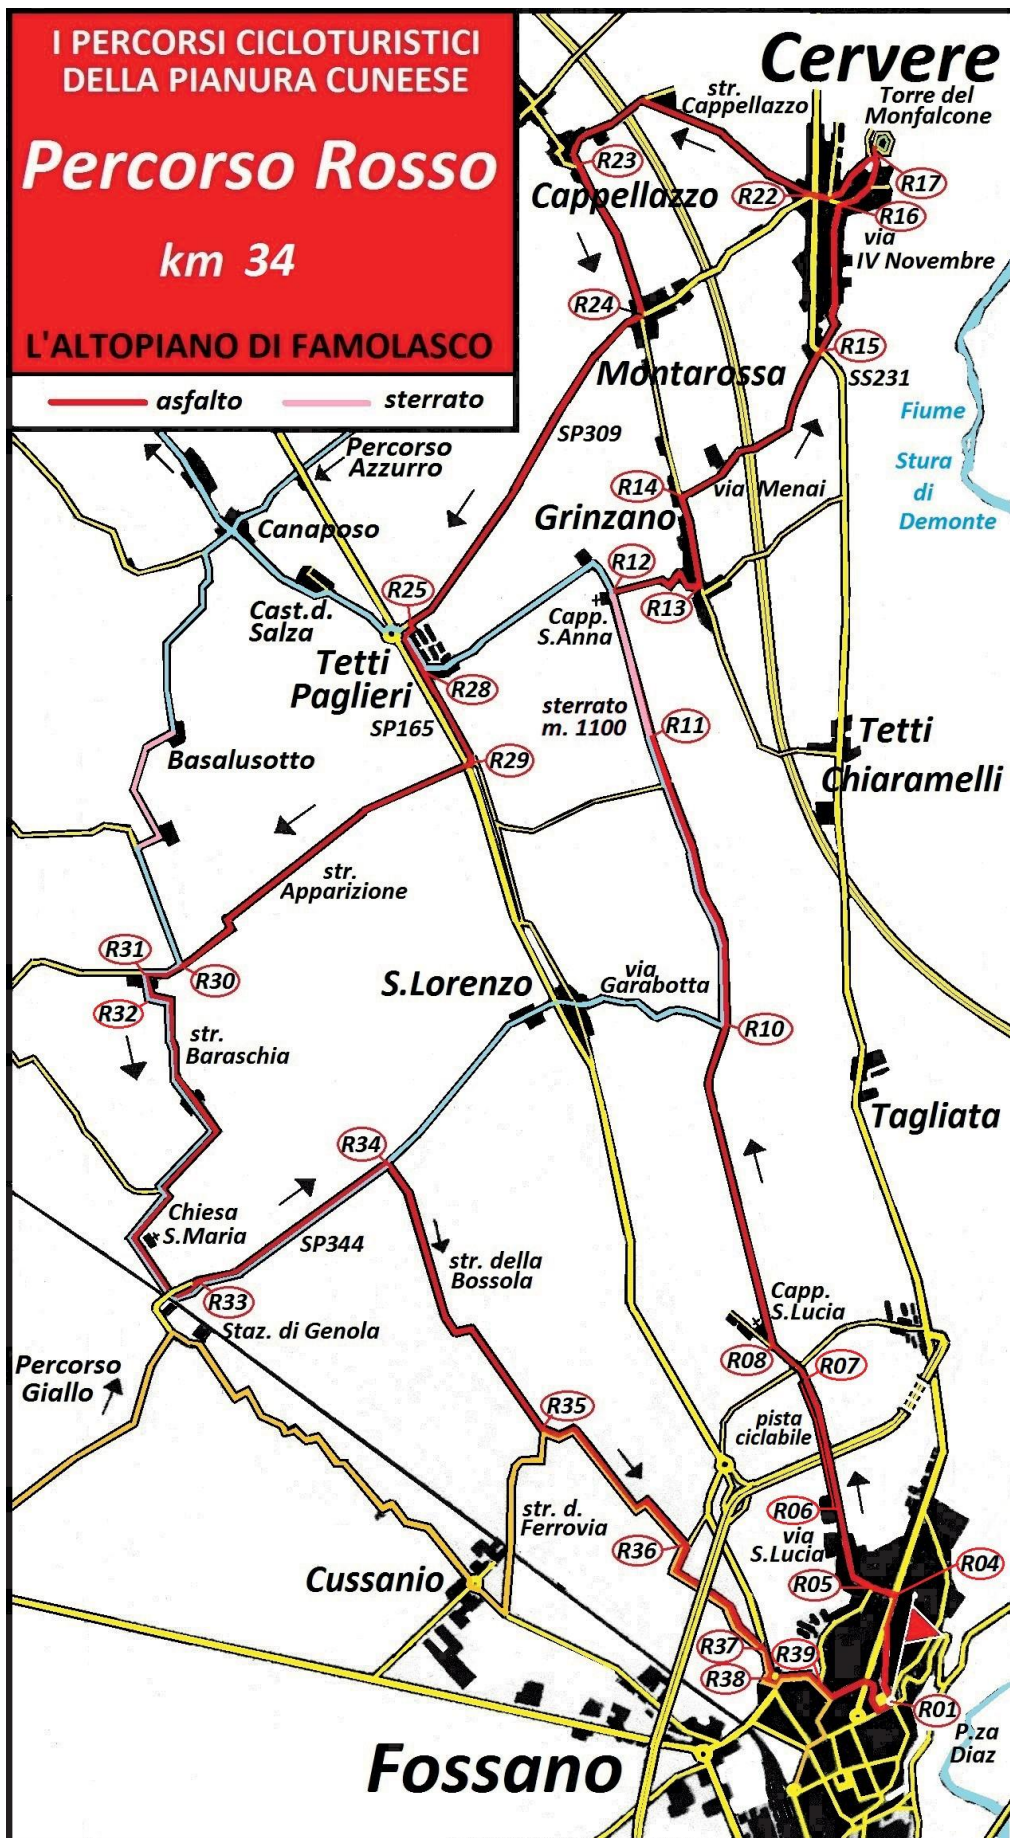 I PERCORSI CICLOTURISTICI
DELLA PIANURA CUNEESE
Percorso Rosso
km 34
L'ALTOPIANO DI FAMOLASCO
asfalto
sterrato
Cervere
Torre del
Monfalcone
str.
Cappellazzo
R23
Cappellazzo
R22
R17
R16
via
IV Novembre
R24
Montarossa
R15
SS231
Fiume
Stura
di
Demonte
SP309
Percorso
Azzurro
Canaposo
R14
via Menai
Grinzano
R12
R13
Capp.
S.Anna
R25
Cast.d.
Salza
Tetti
Paglieri
R28
SP165
sterrato
m. 1100
R11
Tetti
Chiaramelli
R29
Basalusotto
str.
Apparizione
R31
R30
R32
S.Lorenzo
via
Garabotta
R10
str.
Baraschia
Tagliata
R34
Chiesa
S.Maria
SP344
str. della
Bossola
R33
Staz. di Genola
Capp.
S.Lucia
R08
R07
Percorso
Giallo
R35
pista
ciclabile
str. d.
Ferrovia
R06
via
S.Lucia
R36
R05
R04
Cussanio
R37
R38
R39
R01
P.za
Diaz
Fossano